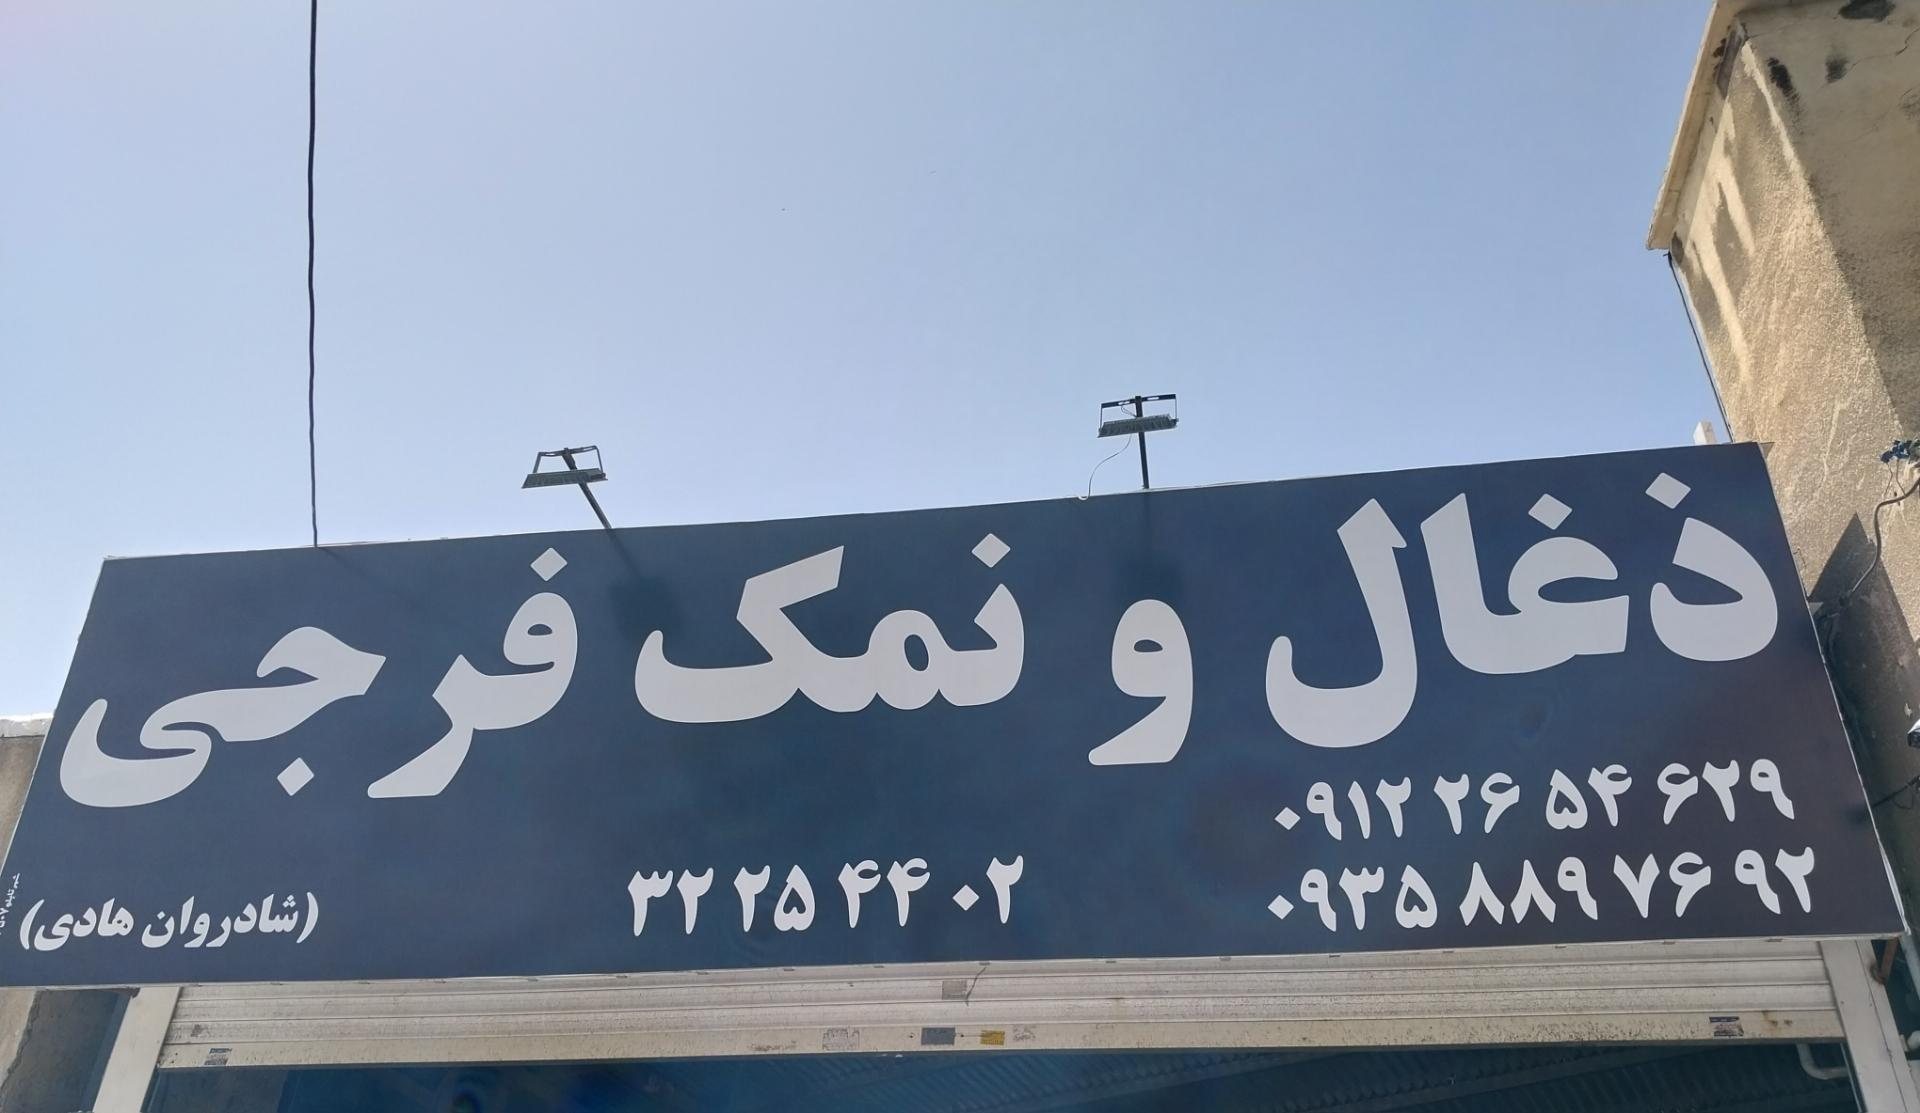 ذغال و نمک فرجی
۰۹۱۲ ۲۶ ۵۴ ۶۲۹
۰۹۳۵ ۸۸۹ ۷۶ ۹۲
۳۲ ۲۵ ۴۴ ۰۲
(شادروان هادی)